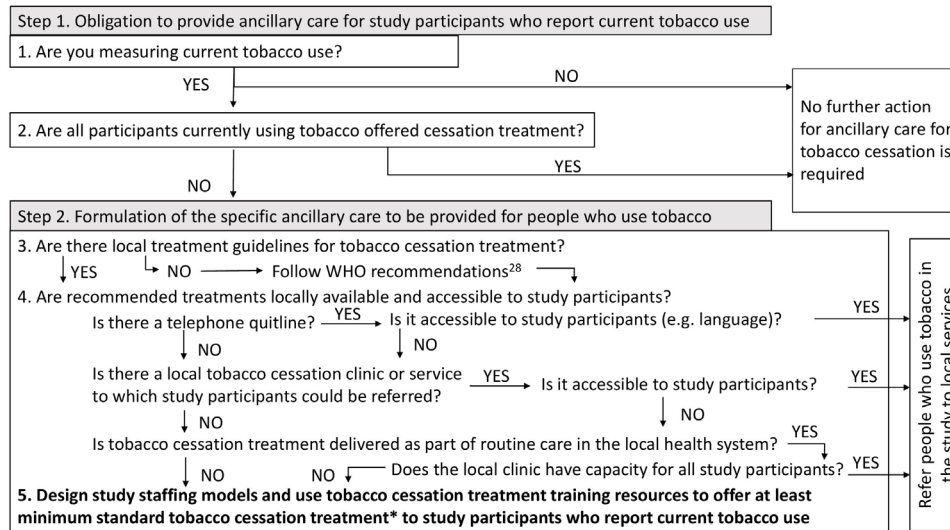 Step 1. Obligation to provide ancillary care for study participants who report current tobacco use
1. Are you measuring current tobacco use?
YES
NO
No further action
for ancillary care for
tobacco cessation is
required
2. Are all participants currently using tobacco offered cessation treatment?
YES
NO
Step 2. Formulation of the specific ancillary care to be provided for people who use tobacco
3. Are there local treatment guidelines for tobacco cessation treatment?
YES
NO
Follow WHO recommendations²⁸
4. Are recommended treatments locally available and accessible to study participants?
Is there a telephone quitline?
YES
Is it accessible to study participants (e.g. language)?
YES
NO
NO
Is there a local tobacco cessation clinic or service
to which study participants could be referred?
YES
Is it accessible to study participants?
YES
NO
NO
Is tobacco cessation treatment delivered as part of routine care in the local health system?
YES
NO
NO
Does the local clinic have capacity for all study participants?
YES
5. Design study staffing models and use tobacco cessation treatment training resources to offer at least
minimum standard tobacco cessation treatment* to study participants who report current tobacco use
Refer people who use tobacco in
the study to local services